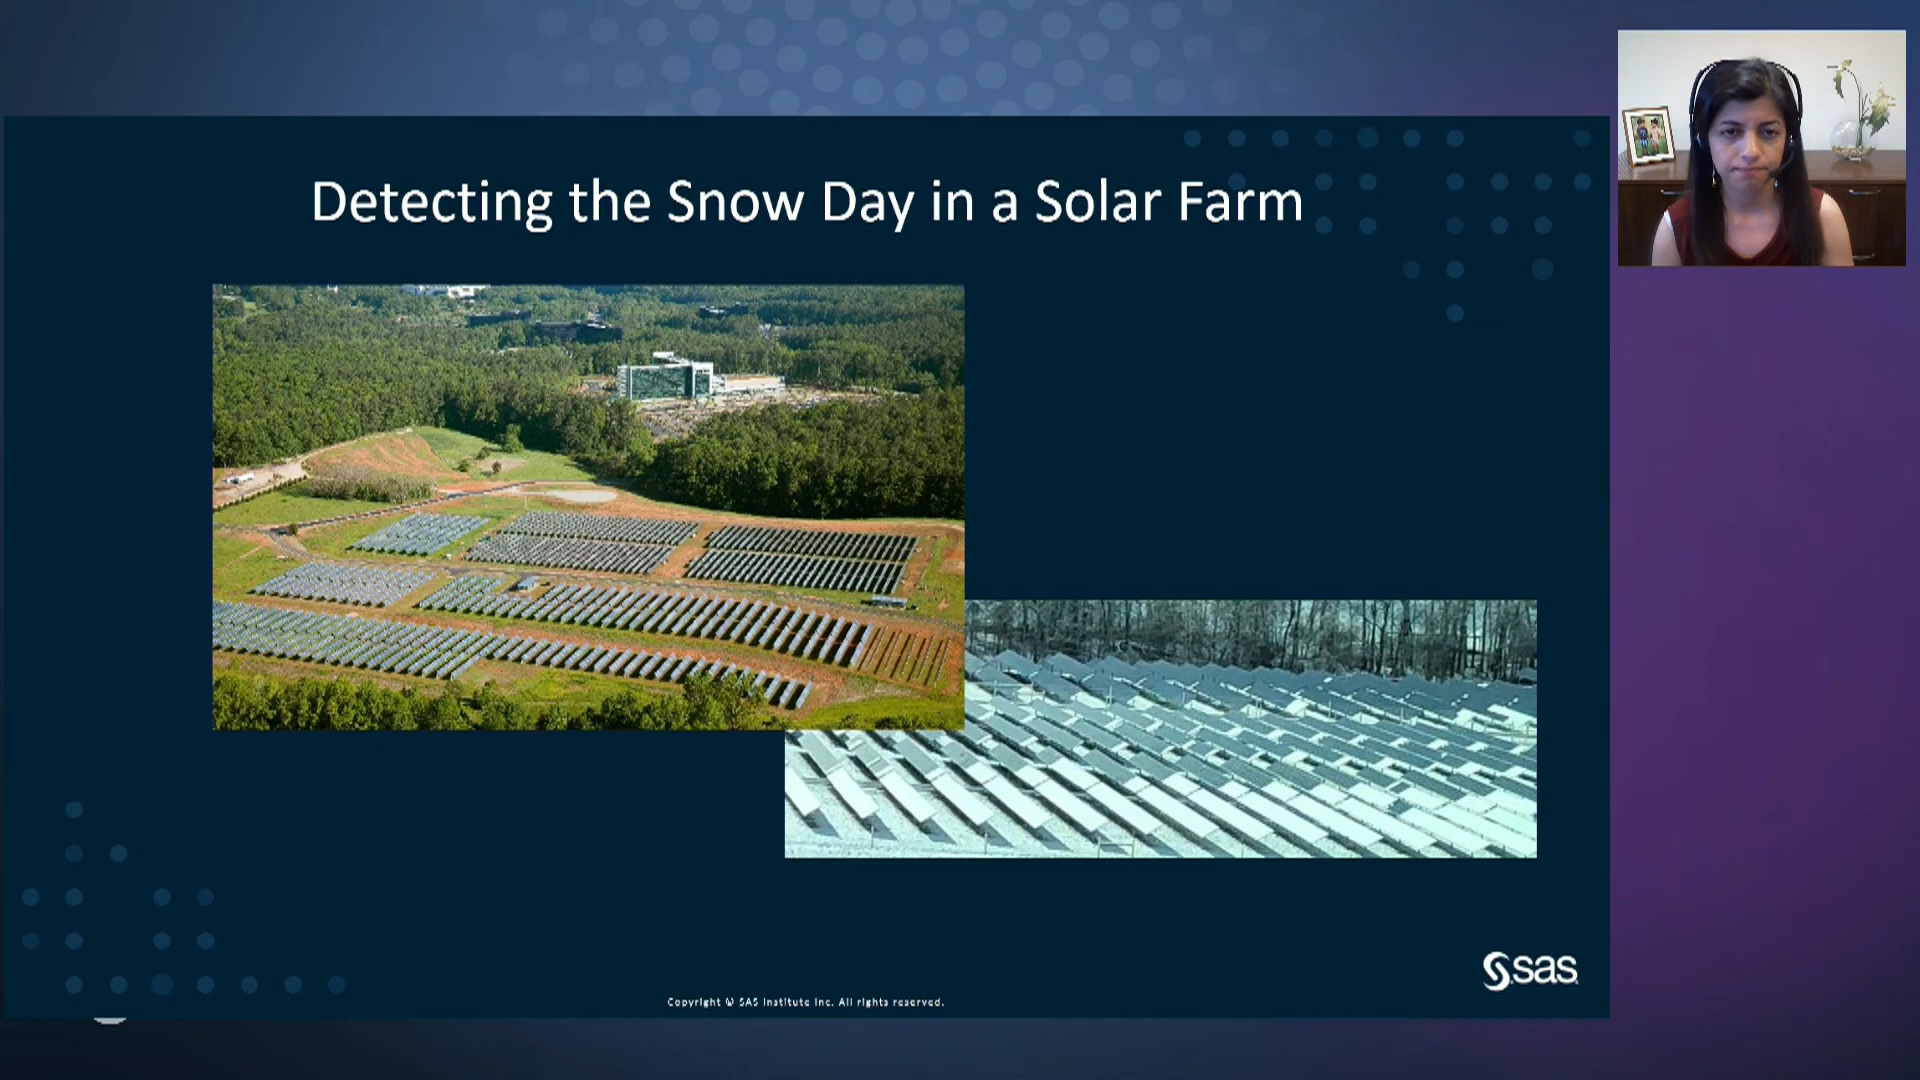 Detecting the Snow Day in a Solar Farm
sas
Copyright © SAS Institute Inc. All rights reserved.